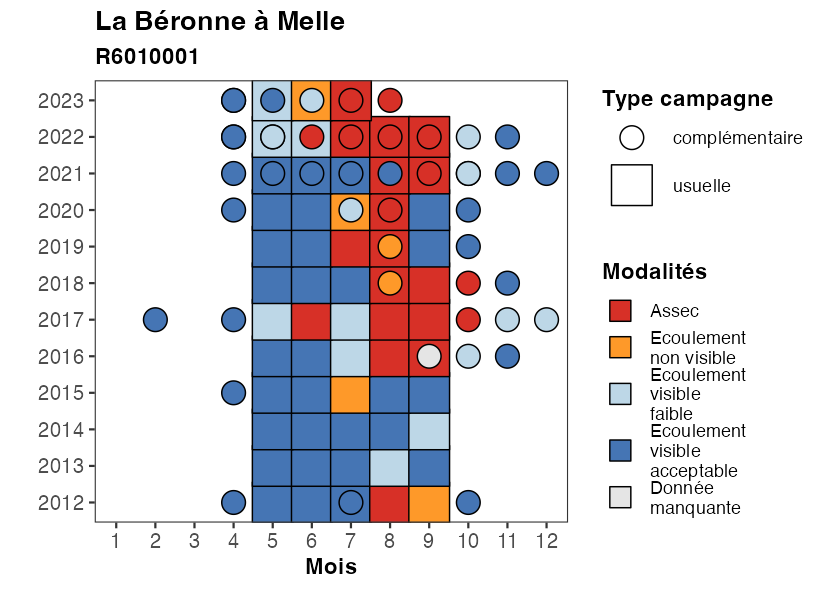 La Béronne à Melle
R6010001
2023
2022
2021
2020
2019
2018
2017
2016
2015
2014
2013
2012
1 2 3 4 5 6 7 8 9 10 11 12
Mois
Type campagne
complémentaire
usuelle
Modalités
Assec
Ecoulement
non visible
Ecoulement
visible
faible
Ecoulement
visible
acceptable
Donnée
manquante